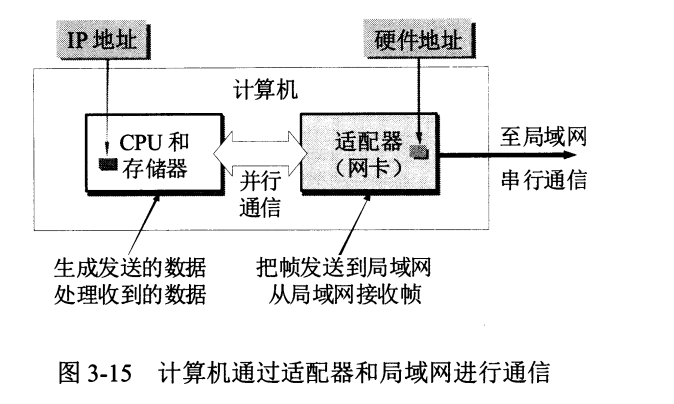 IP 地址
硬件地址
计算机
CPU 和
存储器
适配器
（网卡）
至局域网
并行
通信
串行通信
生成发送的数据
处理收到的数据
把帧发送到局域网
从局域网接收帧
图 3-15 计算机通过适配器和局域网进行通信